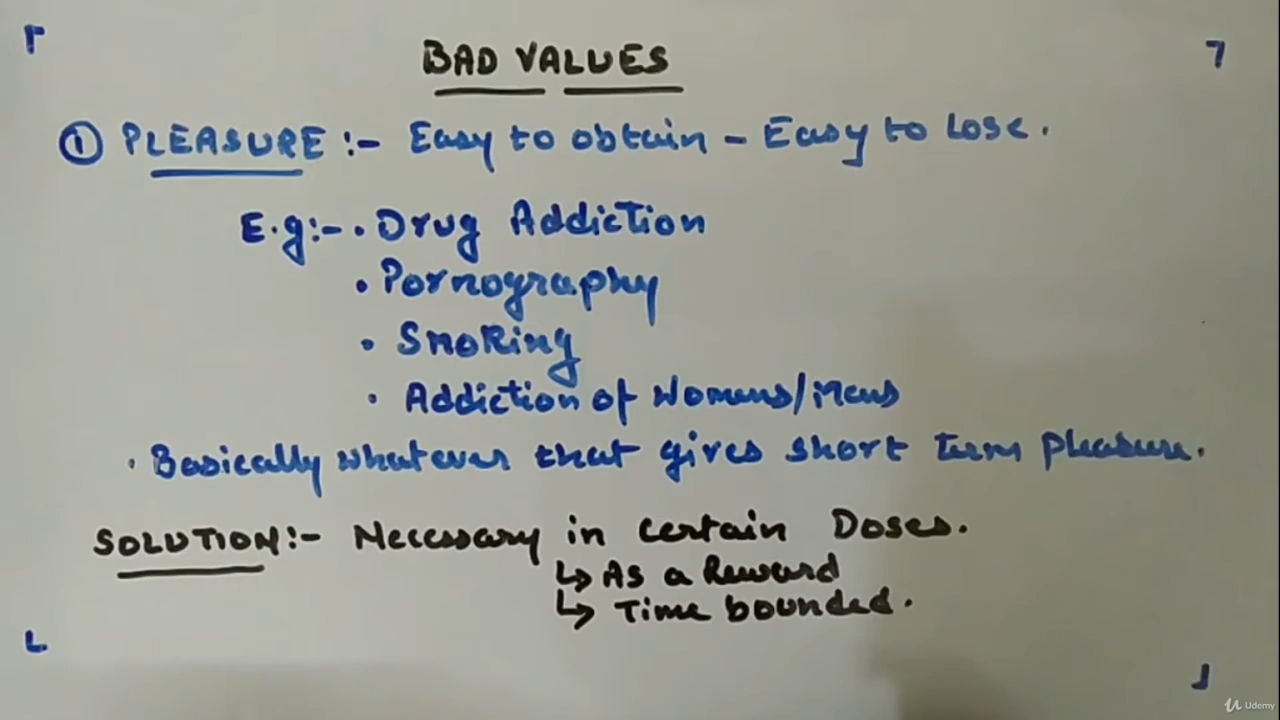 BAD VALUES
① PLEASURE :- Easy to obtain - Easy to Lose.
E.g:- • Drug Addiction
• Pornography
• Smoking
• Addiction of Womens/Mens
• Basically whatever that gives short term pleasure.
SOLUTION:- Necessary in certain Doses.
↳ As a Reward
↳ Time bounded.
Udemy